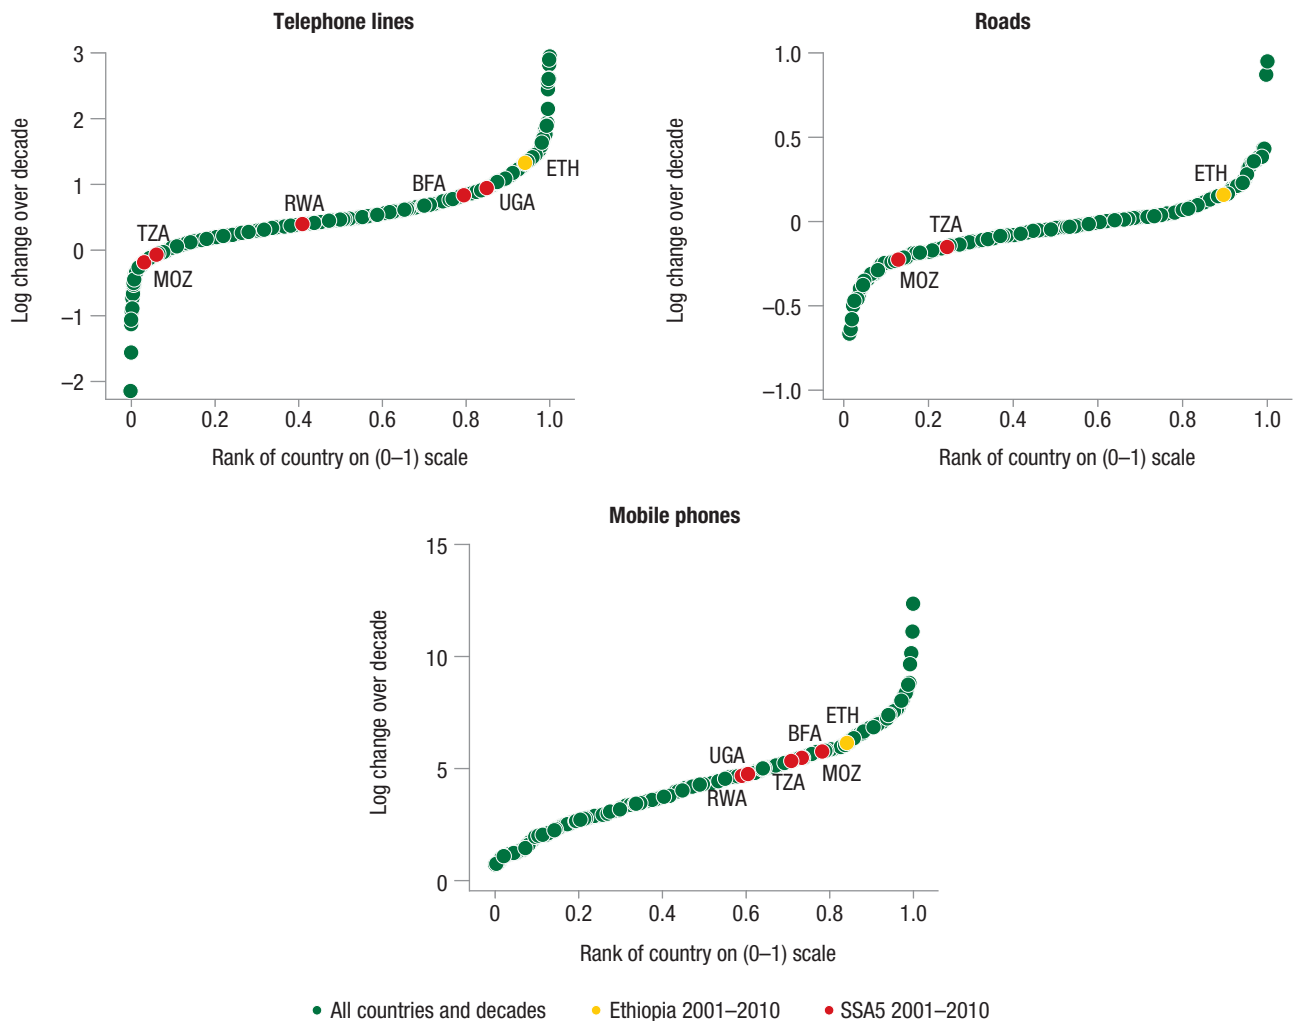 Telephone lines
3
2
1
0
–1
–2
Log change over decade
TZA
MOZ
RWA
BFA
UGA
ETH
0 0.2 0.4 0.6 0.8 1.0
Rank of country on (0–1) scale
Roads
1.0
0.5
0
–0.5
–1.0
Log change over decade
ETH
TZA
MOZ
0 0.2 0.4 0.6 0.8 1.0
Rank of country on (0–1) scale
Mobile phones
15
10
5
0
Log change over decade
ETH
BFA
UGA
MOZ
TZA
RWA
0 0.2 0.4 0.6 0.8 1.0
Rank of country on (0–1) scale
All countries and decades Ethiopia 2001–2010 SSA5 2001–2010